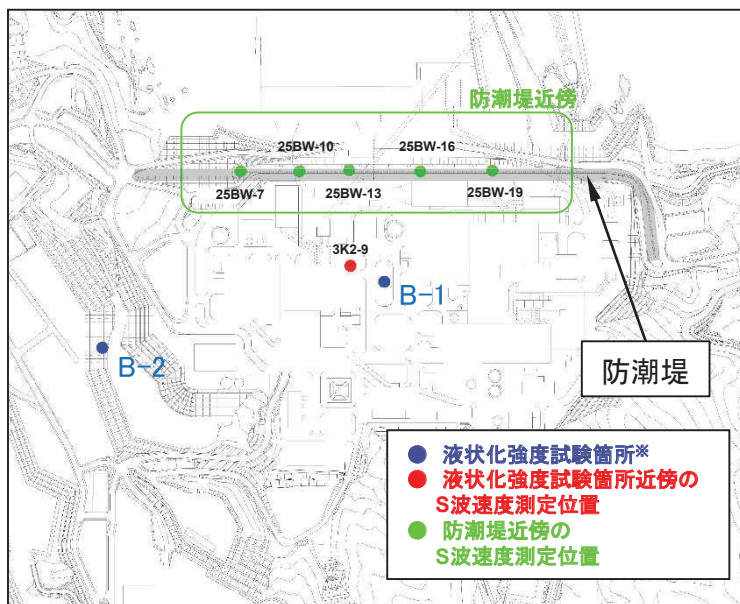 防潮堤近傍
25BW-10
25BW-16
25BW-7
25BW-13
25BW-19
3K2-9
B-1
B-2
防潮堤
液状化強度試験箇所※
液状化強度試験箇所近傍の
S波速度測定位置
防潮堤近傍の
S波速度測定位置